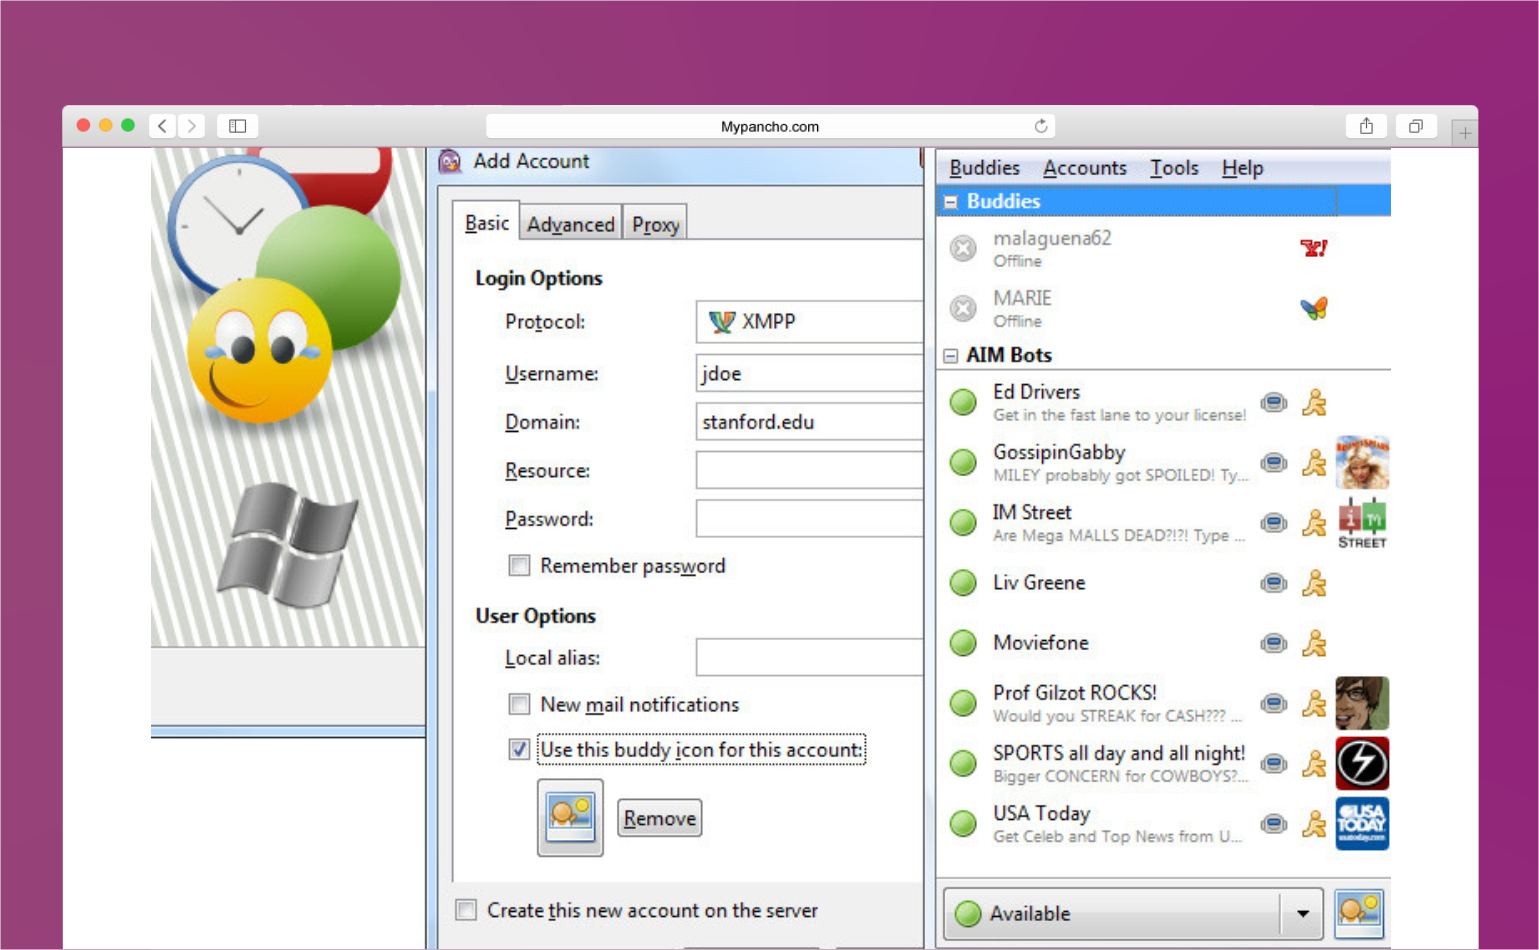 Mypancho.com
Add Account
Basic
Advanced
Proxy
Login Options
Protocol:
XMPP
Username:
jdoe
Domain:
stanford.edu
Resource:
Password:
Remember password
User Options
Local alias:
New mail notifications
Use this buddy icon for this account:
Remove
Create this new account on the server
Buddies Accounts Tools Help
Buddies
malaguena62
Offline
Y!
MARIE
Offline
AIM Bots
Ed Drivers
Get in the fast lane to your license!
GossipinGabby
MILEY probably got SPOILED! Ty...
IM Street
Are Mega MALLS DEAD?!?! Type ...
i M
STREET
Liv Greene
Moviefone
Prof Gilzot ROCKS!
Would you STREAK for CASH??? ...
SPORTS all day and all night!
Bigger CONCERN for COWBOYS?...
USA Today
Get Celeb and Top News from U...
USA
TODAY
usatoday.com
Available